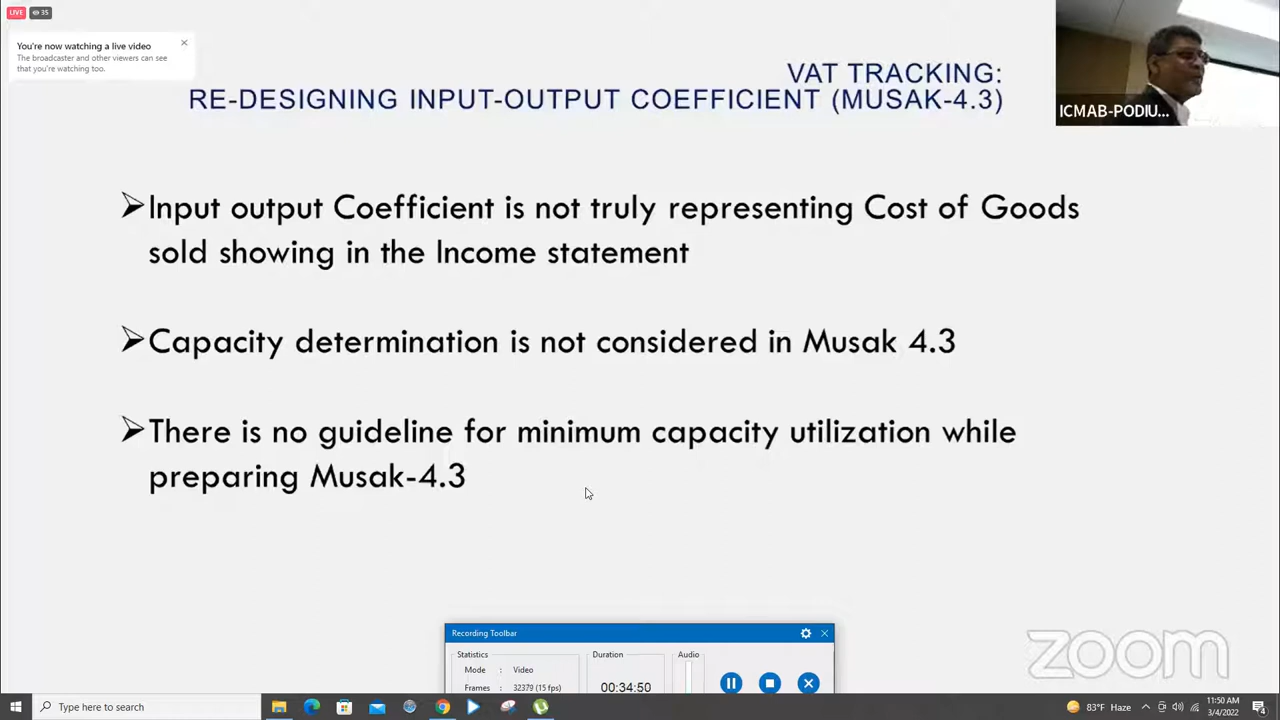 LIVE 35
You're now watching a live video
The broadcaster and other viewers can see
that you're watching too.
VAT TRACKING:
RE-DESIGNING INPUT-OUTPUT COEFFICIENT (MUSAK-4.3)
ICMAB-PODIU...
Input output Coefficient is not truly representing Cost of Goods
sold showing in the Income statement
Capacity determination is not considered in Musak 4.3
There is no guideline for minimum capacity utilization while
preparing Musak-4.3
Recording Toolbar
Statistics
Mode : Video
Frames : 32379 (15 fps)
Duration
00:34:50
Audio
zoom
Type here to search
83°F Haze
11:50 AM
3/4/2022
4